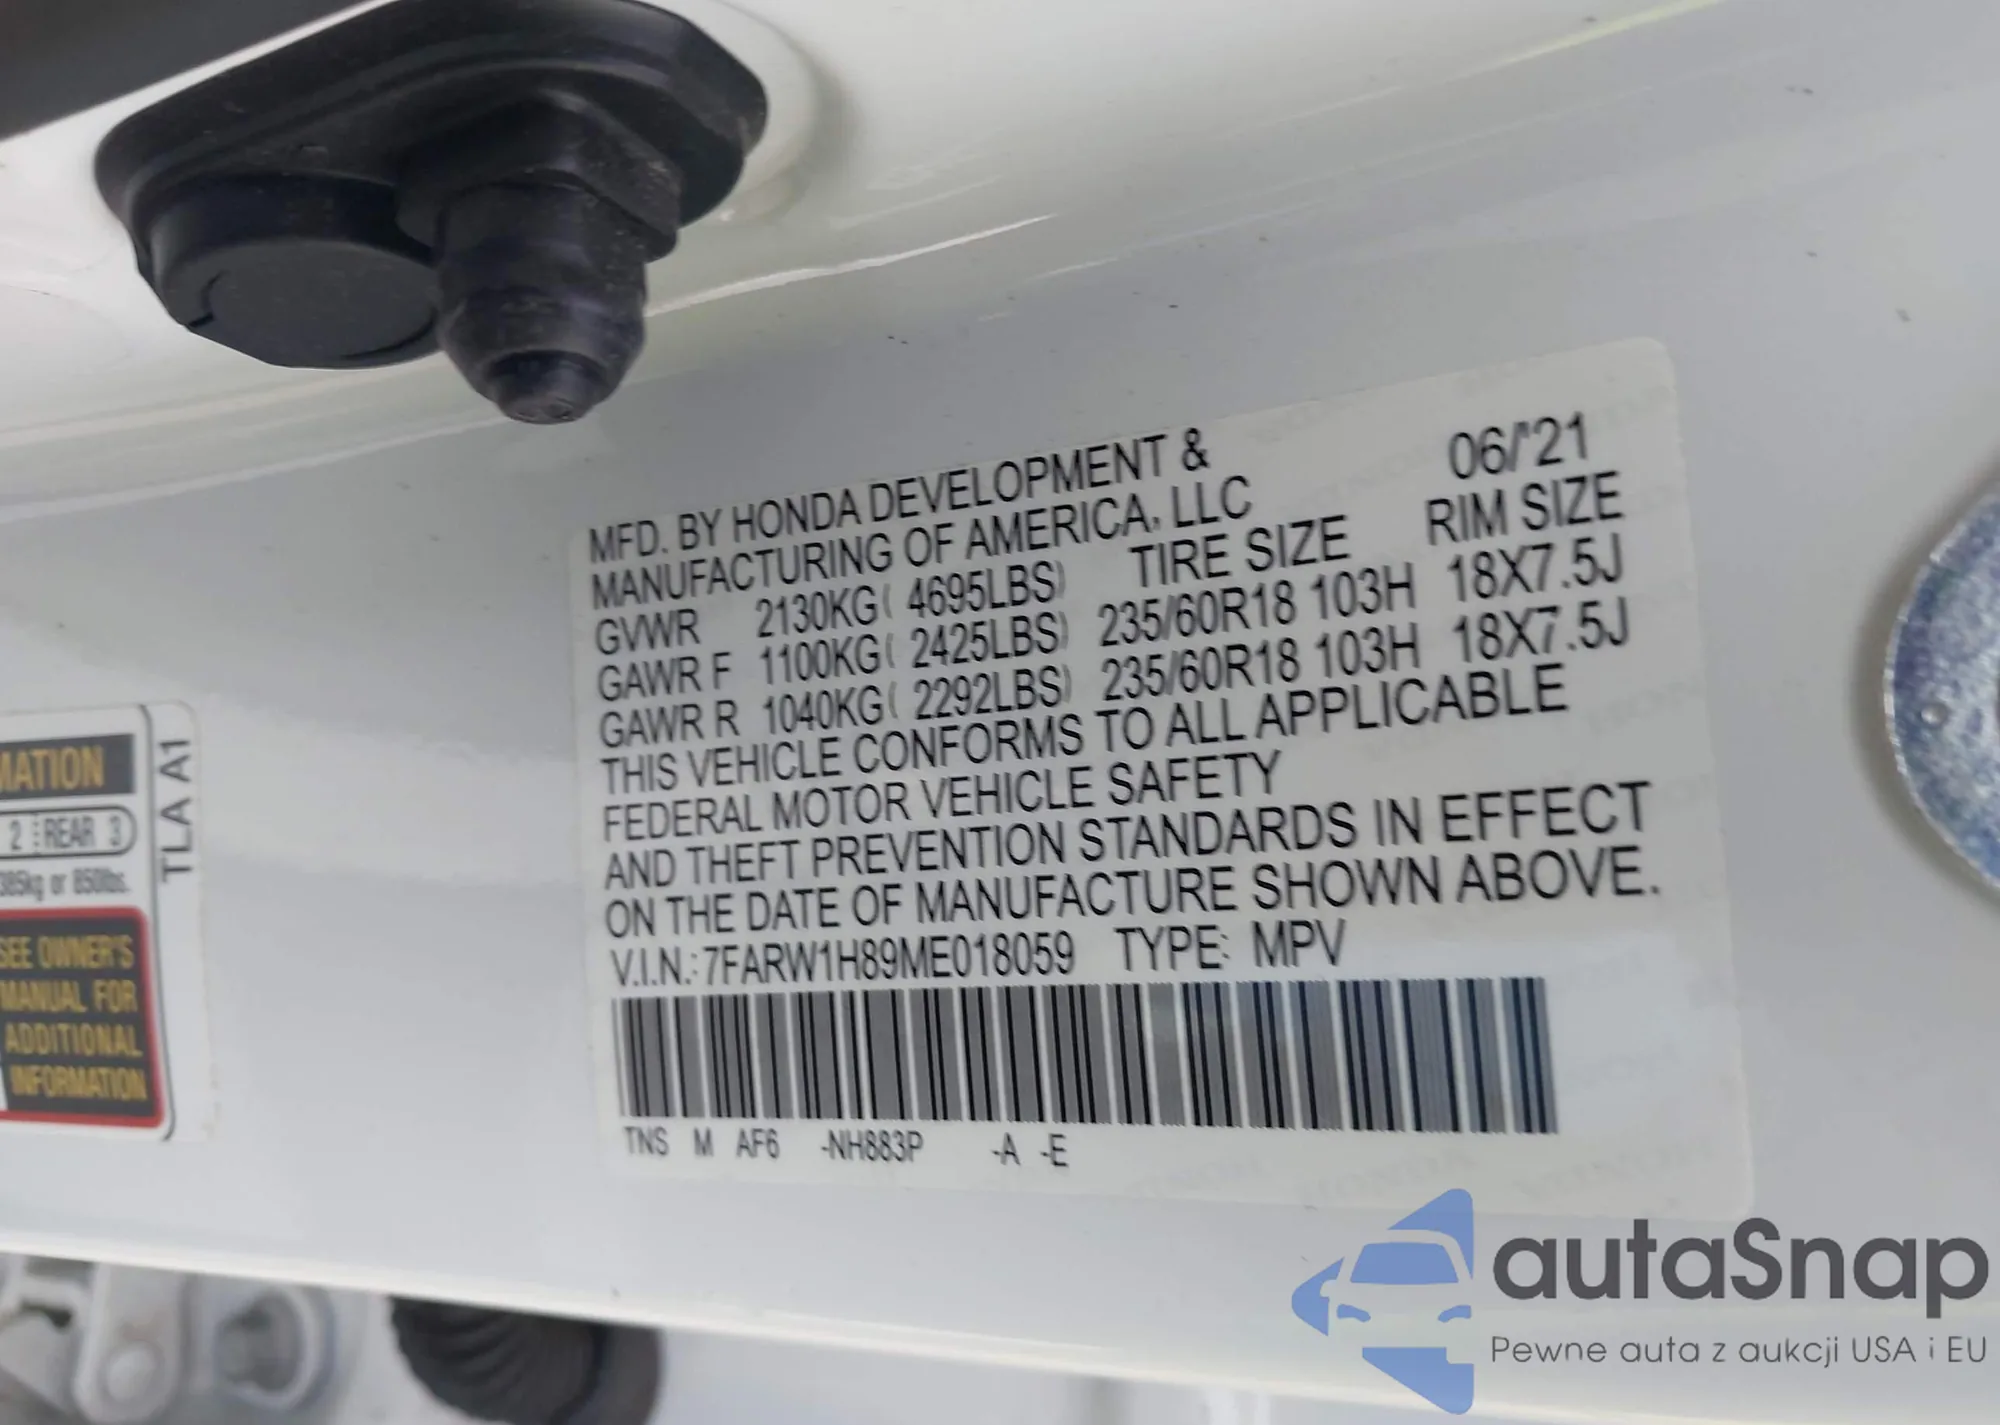 MFD. BY HONDA DEVELOPMENT & 06/'21
MANUFACTURING OF AMERICA, LLC
TIRE SIZE RIM SIZE
GVWR 2130KG( 4695LBS)
GAWR F 1100KG( 2425LBS) 235/60R18 103H 18X7.5J
GAWR R 1040KG( 2292LBS) 235/60R18 103H 18X7.5J
THIS VEHICLE CONFORMS TO ALL APPLICABLE
FEDERAL MOTOR VEHICLE SAFETY
AND THEFT PREVENTION STANDARDS IN EFFECT
ON THE DATE OF MANUFACTURE SHOWN ABOVE.
V.I.N.:7FARW1H89ME018059 TYPE: MPV
TNS M AF6 -NH883P -A -E
MATION
2 REAR 3
385kg or 850lbs.
SEE OWNER'S
MANUAL FOR
ADDITIONAL
INFORMATION
TLA A1
autaSnap
Pewne auta z aukcji USA i EU